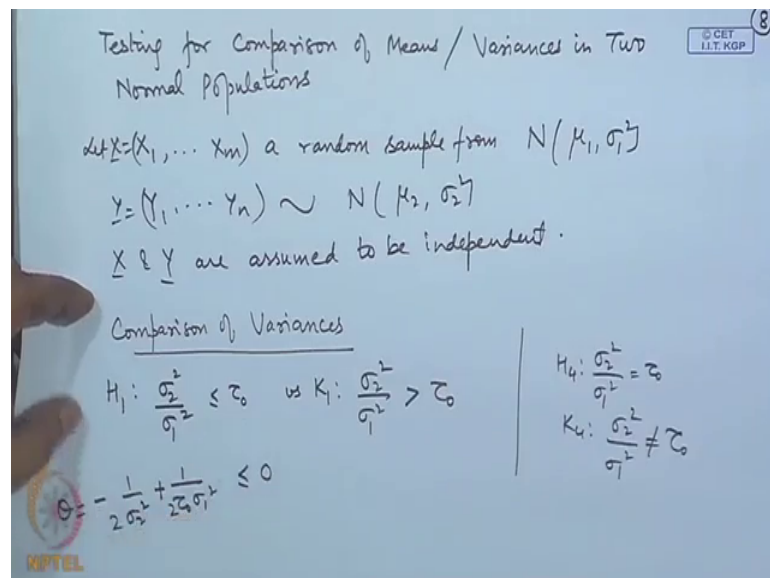 8
© CET
I.I.T. KGP
Testing for Comparison of Means / Variances in Two
Normal Populations
Let X̲=(X₁, ... Xₘ) a random sample from N(μ₁, σ₁²)
Y̲=(Y₁, .... Yₙ) ~ N(μ₂, σ₂²)
X̲ & Y̲ are assumed to be independent.
Comparison of Variances
H₁: σ₂²/σ₁² ≤ τ₀ vs K₁: σ₂²/σ₁² > τ₀
H₄: σ₂²/σ₁² = τ₀
K₄: σ₂²/σ₁² ≠ τ₀
θ = - 1/2σ₂² + 1/2τ₀σ₁² ≤ 0
NPTEL